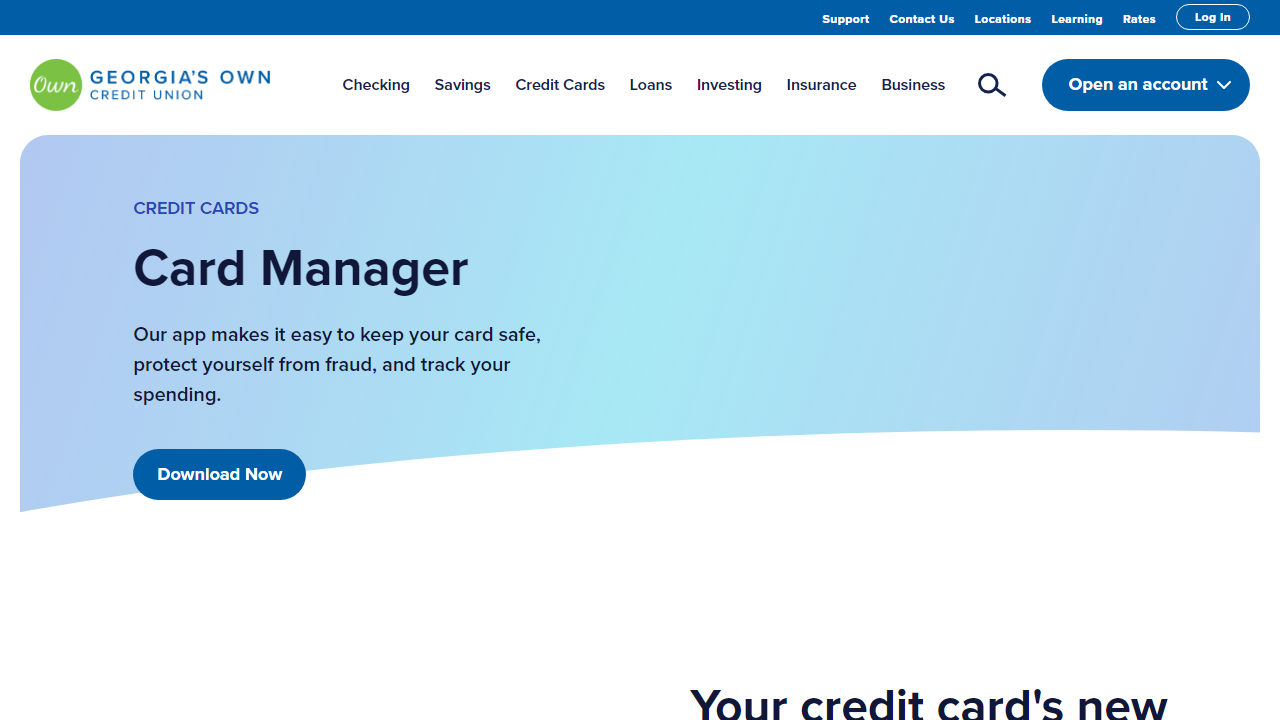 Support Contact Us Locations Learning Rates Log In
Own GEORGIA'S OWN
CREDIT UNION
Checking Savings Credit Cards Loans Investing Insurance Business Open an account
CREDIT CARDS
Card Manager
Our app makes it easy to keep your card safe,
protect yourself from fraud, and track your
spending.
Download Now
Your credit card's new